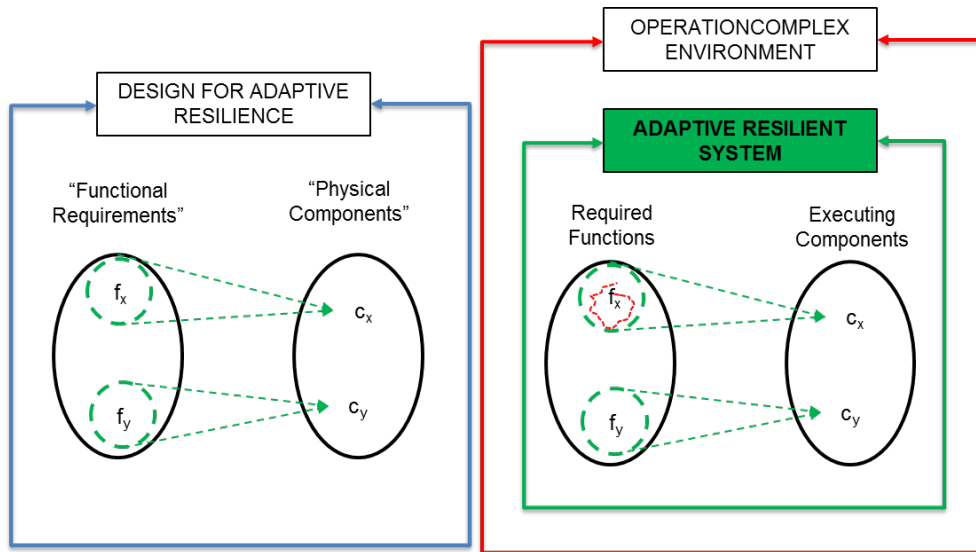 DESIGN FOR ADAPTIVE
RESILIENCE
“Functional
Requirements”
“Physical
Components”
fx
cx
fy
cy
OPERATIONCOMPLEX
ENVIRONMENT
ADAPTIVE RESILIENT
SYSTEM
Required
Functions
Executing
Components
fx
cx
fy
cy